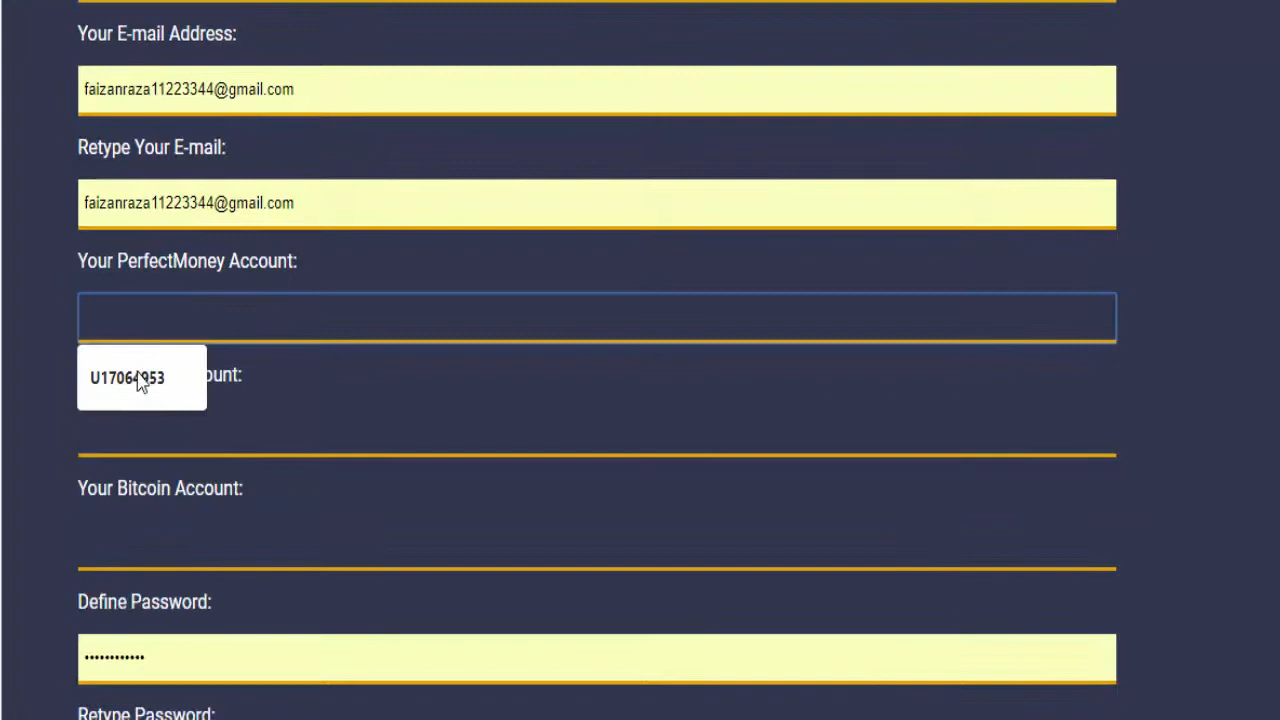 Your E-mail Address:
faizanraza11223344@gmail.com
Retype Your E-mail:
faizanraza11223344@gmail.com
Your PerfectMoney Account:
ount:
Your Bitcoin Account:
Define Password:
••••••••••••
Retype Password: